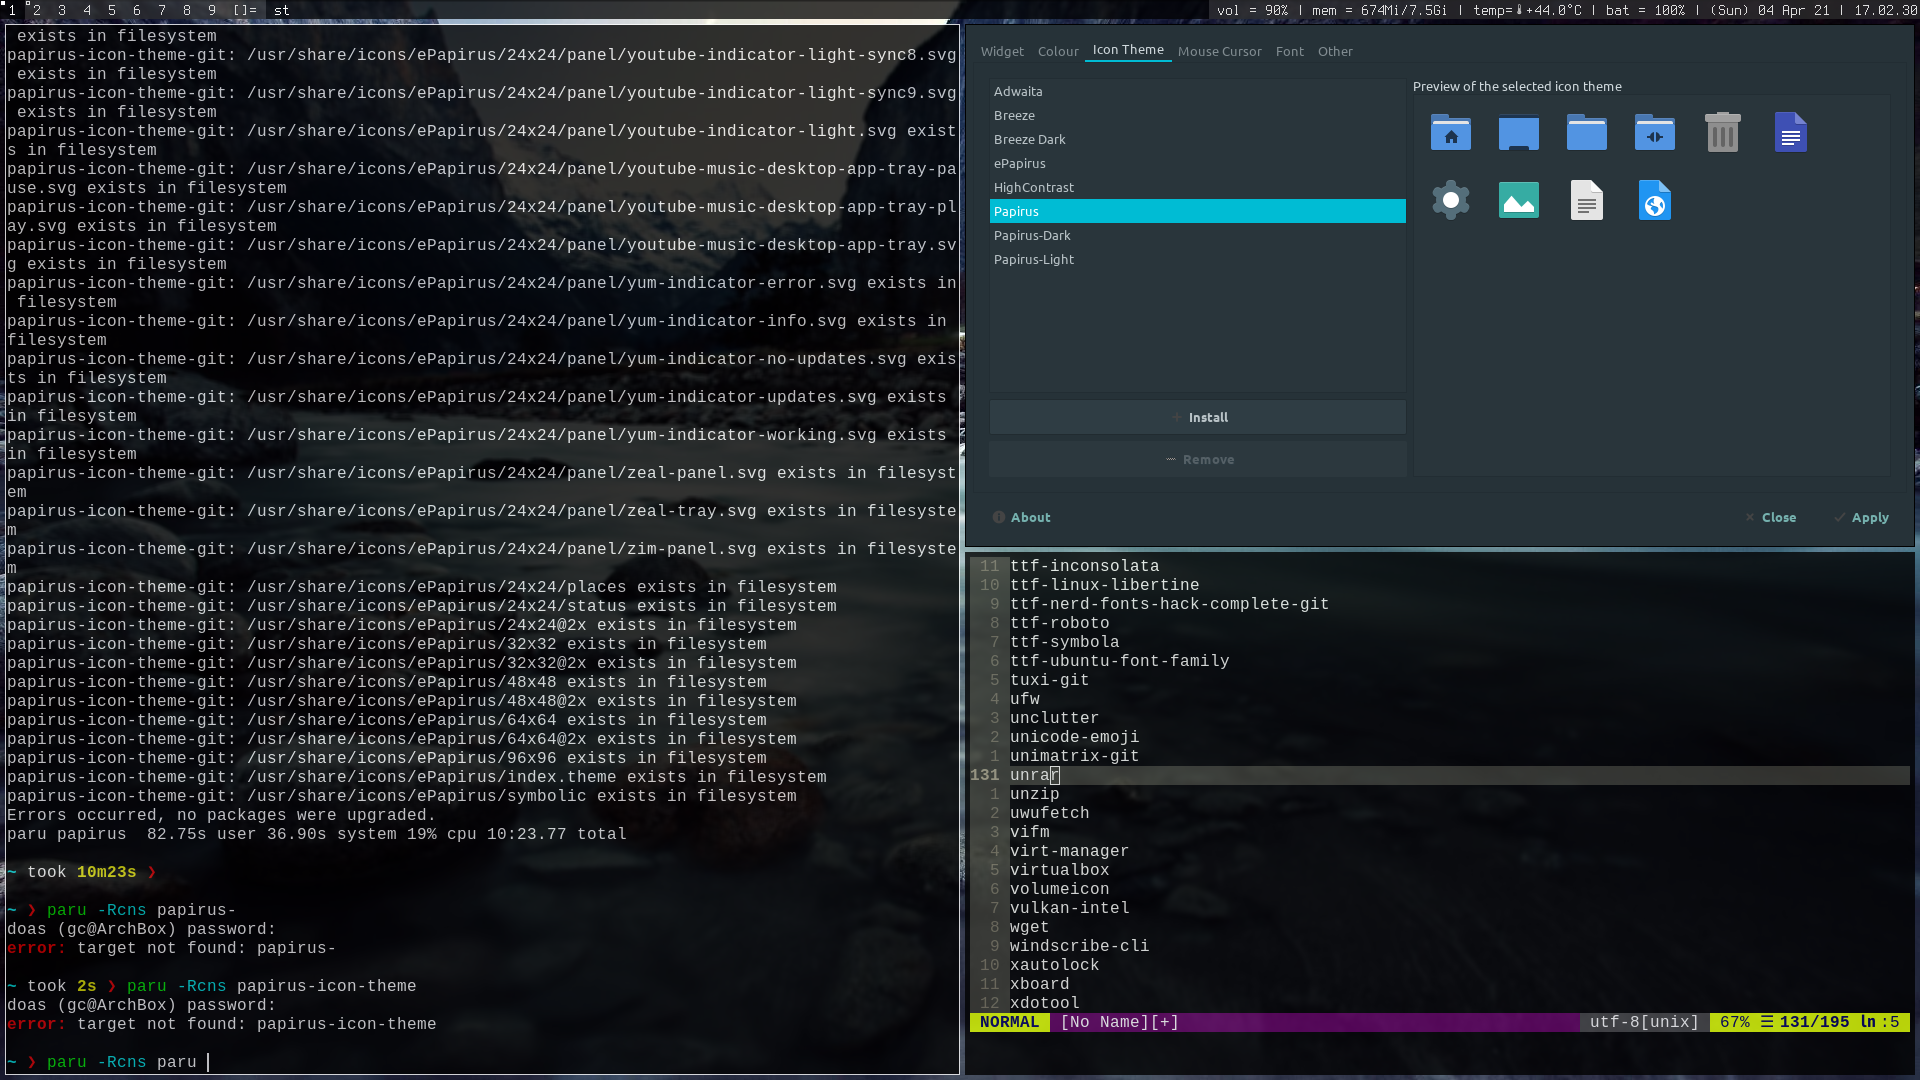 1 2 3 4 5 6 7 8 9 []= st
vol = 90% | mem = 674Mi/7.5Gi | temp=🌡+44.0°C | bat = 100% | (Sun) 04 Apr 21 | 17.02.30
 exists in filesystem
papirus-icon-theme-git: /usr/share/icons/ePapirus/24x24/panel/youtube-indicator-light-sync8.svg
 exists in filesystem
papirus-icon-theme-git: /usr/share/icons/ePapirus/24x24/panel/youtube-indicator-light-sync9.svg
 exists in filesystem
papirus-icon-theme-git: /usr/share/icons/ePapirus/24x24/panel/youtube-indicator-light.svg exist
s in filesystem
papirus-icon-theme-git: /usr/share/icons/ePapirus/24x24/panel/youtube-music-desktop-app-tray-pa
use.svg exists in filesystem
papirus-icon-theme-git: /usr/share/icons/ePapirus/24x24/panel/youtube-music-desktop-app-tray-pl
ay.svg exists in filesystem
papirus-icon-theme-git: /usr/share/icons/ePapirus/24x24/panel/youtube-music-desktop-app-tray.sv
g exists in filesystem
papirus-icon-theme-git: /usr/share/icons/ePapirus/24x24/panel/yum-indicator-error.svg exists in
 filesystem
papirus-icon-theme-git: /usr/share/icons/ePapirus/24x24/panel/yum-indicator-info.svg exists in
filesystem
papirus-icon-theme-git: /usr/share/icons/ePapirus/24x24/panel/yum-indicator-no-updates.svg exis
ts in filesystem
papirus-icon-theme-git: /usr/share/icons/ePapirus/24x24/panel/yum-indicator-updates.svg exists
in filesystem
papirus-icon-theme-git: /usr/share/icons/ePapirus/24x24/panel/yum-indicator-working.svg exists
in filesystem
papirus-icon-theme-git: /usr/share/icons/ePapirus/24x24/panel/zeal-panel.svg exists in filesyst
em
papirus-icon-theme-git: /usr/share/icons/ePapirus/24x24/panel/zeal-tray.svg exists in filesyste
m
papirus-icon-theme-git: /usr/share/icons/ePapirus/24x24/panel/zim-panel.svg exists in filesyste
m
papirus-icon-theme-git: /usr/share/icons/ePapirus/24x24/places exists in filesystem
papirus-icon-theme-git: /usr/share/icons/ePapirus/24x24/status exists in filesystem
papirus-icon-theme-git: /usr/share/icons/ePapirus/24x24@2x exists in filesystem
papirus-icon-theme-git: /usr/share/icons/ePapirus/32x32 exists in filesystem
papirus-icon-theme-git: /usr/share/icons/ePapirus/32x32@2x exists in filesystem
papirus-icon-theme-git: /usr/share/icons/ePapirus/48x48 exists in filesystem
papirus-icon-theme-git: /usr/share/icons/ePapirus/48x48@2x exists in filesystem
papirus-icon-theme-git: /usr/share/icons/ePapirus/64x64 exists in filesystem
papirus-icon-theme-git: /usr/share/icons/ePapirus/64x64@2x exists in filesystem
papirus-icon-theme-git: /usr/share/icons/ePapirus/96x96 exists in filesystem
papirus-icon-theme-git: /usr/share/icons/ePapirus/index.theme exists in filesystem
papirus-icon-theme-git: /usr/share/icons/ePapirus/symbolic exists in filesystem
Errors occurred, no packages were upgraded.
paru papirus  82.75s user 36.90s system 19% cpu 10:23.77 total
~ took 10m23s ❯
~ ❯ paru -Rcns papirus-
doas (gc@ArchBox) password:
error: target not found: papirus-
~ took 2s ❯ paru -Rcns papirus-icon-theme
doas (gc@ArchBox) password:
error: target not found: papirus-icon-theme
~ ❯ paru -Rcns paru
Widget Colour Icon Theme Mouse Cursor Font Other
Adwaita
Breeze
Breeze Dark
ePapirus
HighContrast
Papirus
Papirus-Dark
Papirus-Light
Install
Remove
Preview of the selected icon theme
About
Close
Apply
11 ttf-inconsolata
10 ttf-linux-libertine
9 ttf-nerd-fonts-hack-complete-git
8 ttf-roboto
7 ttf-symbola
6 ttf-ubuntu-font-family
5 tuxi-git
4 ufw
3 unclutter
2 unicode-emoji
1 unimatrix-git
131 unrar
1 unzip
2 uwufetch
3 vifm
4 virt-manager
5 virtualbox
6 volumeicon
7 vulkan-intel
8 wget
9 windscribe-cli
10 xautolock
11 xboard
12 xdotool
NORMAL [No Name][+] utf-8[unix] 67% ☰ 131/195 ln :5